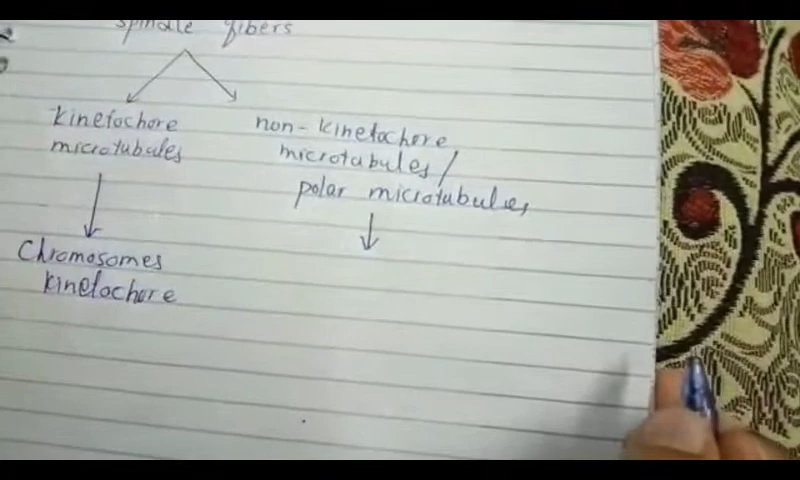 spindle fibers
kinetochore
microtubules
non-kinetochore
microtubules/
polar microtubules
Chromosomes
kinetochore